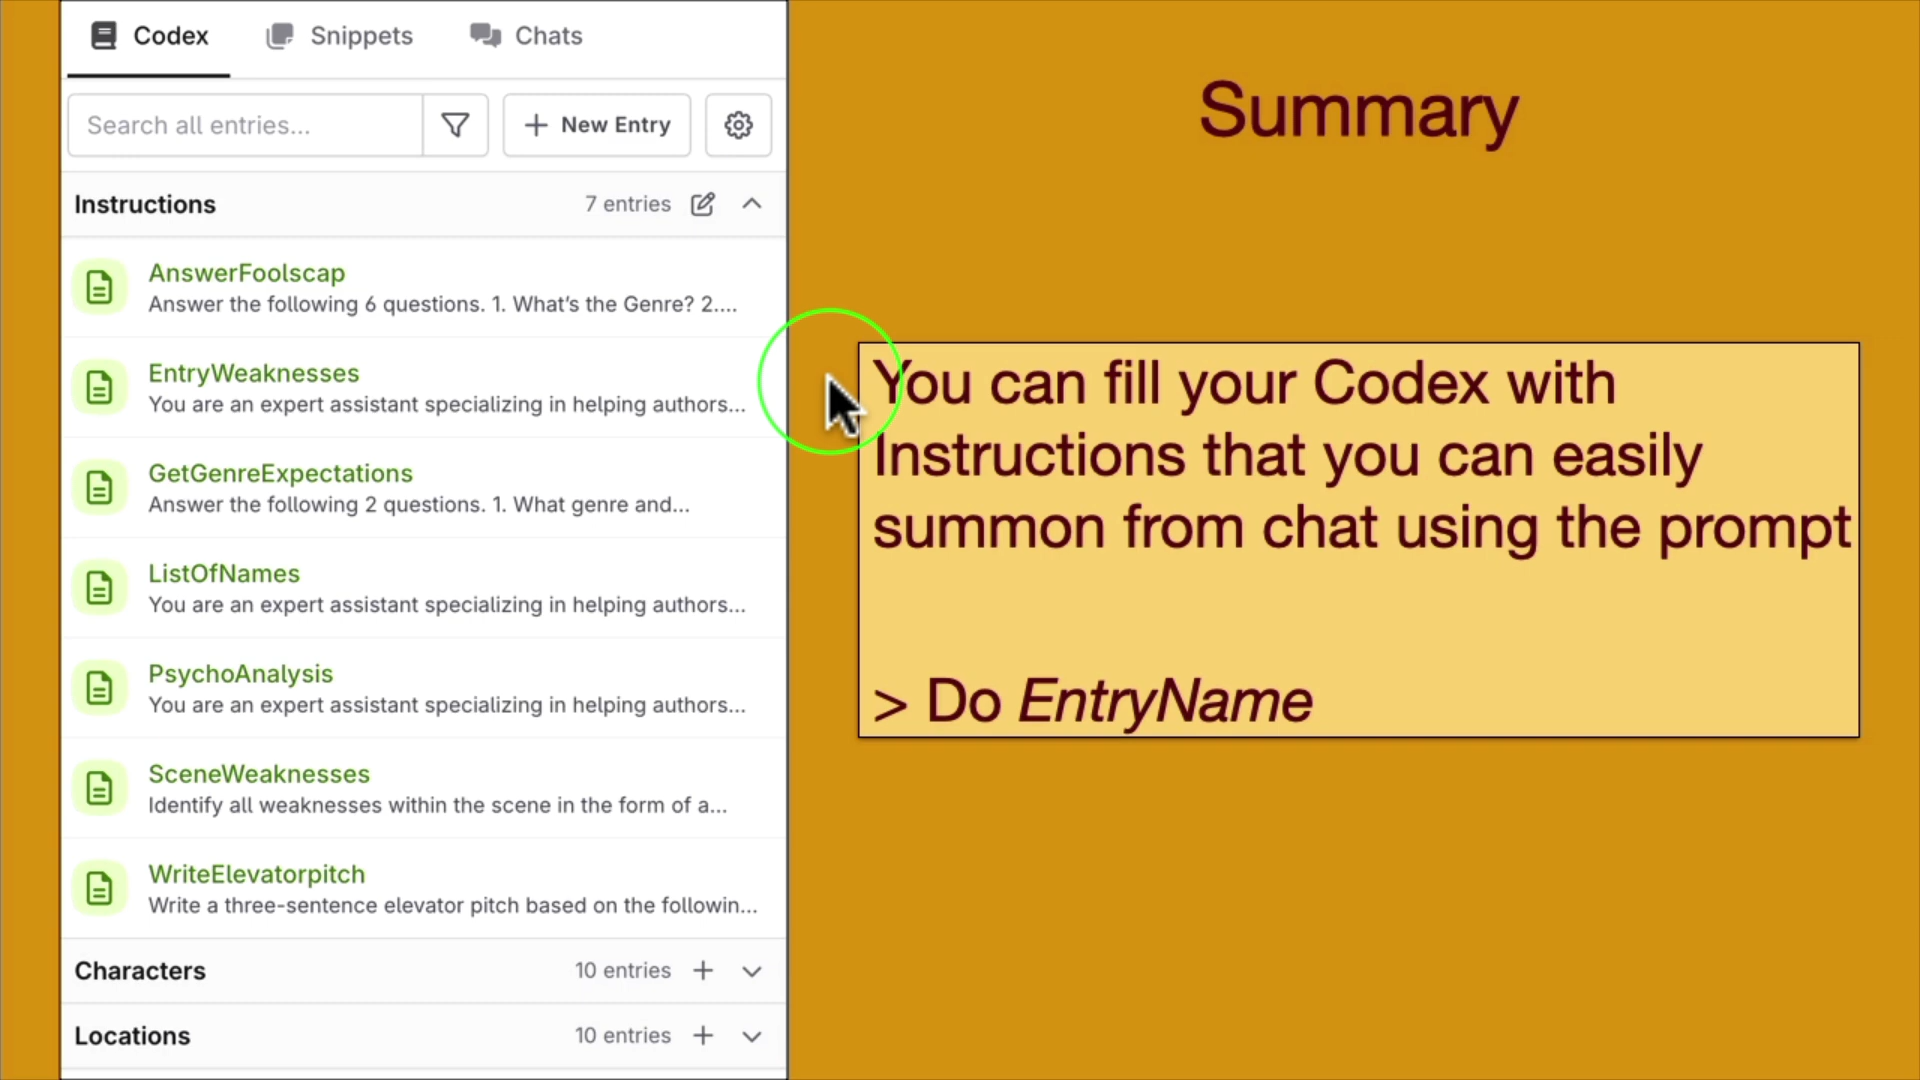 Codex
Snippets
Chats
Search all entries...
New Entry
Instructions
7 entries
AnswerFoolscap
Answer the following 6 questions. 1. What's the Genre? 2....
EntryWeaknesses
You are an expert assistant specializing in helping authors...
GetGenreExpectations
Answer the following 2 questions. 1. What genre and...
ListOfNames
You are an expert assistant specializing in helping authors...
PsychoAnalysis
You are an expert assistant specializing in helping authors...
SceneWeaknesses
Identify all weaknesses within the scene in the form of a...
WriteElevatorpitch
Write a three-sentence elevator pitch based on the followin...
Characters
10 entries
Locations
10 entries
Summary
You can fill your Codex with
Instructions that you can easily
summon from chat using the prompt
> Do EntryName